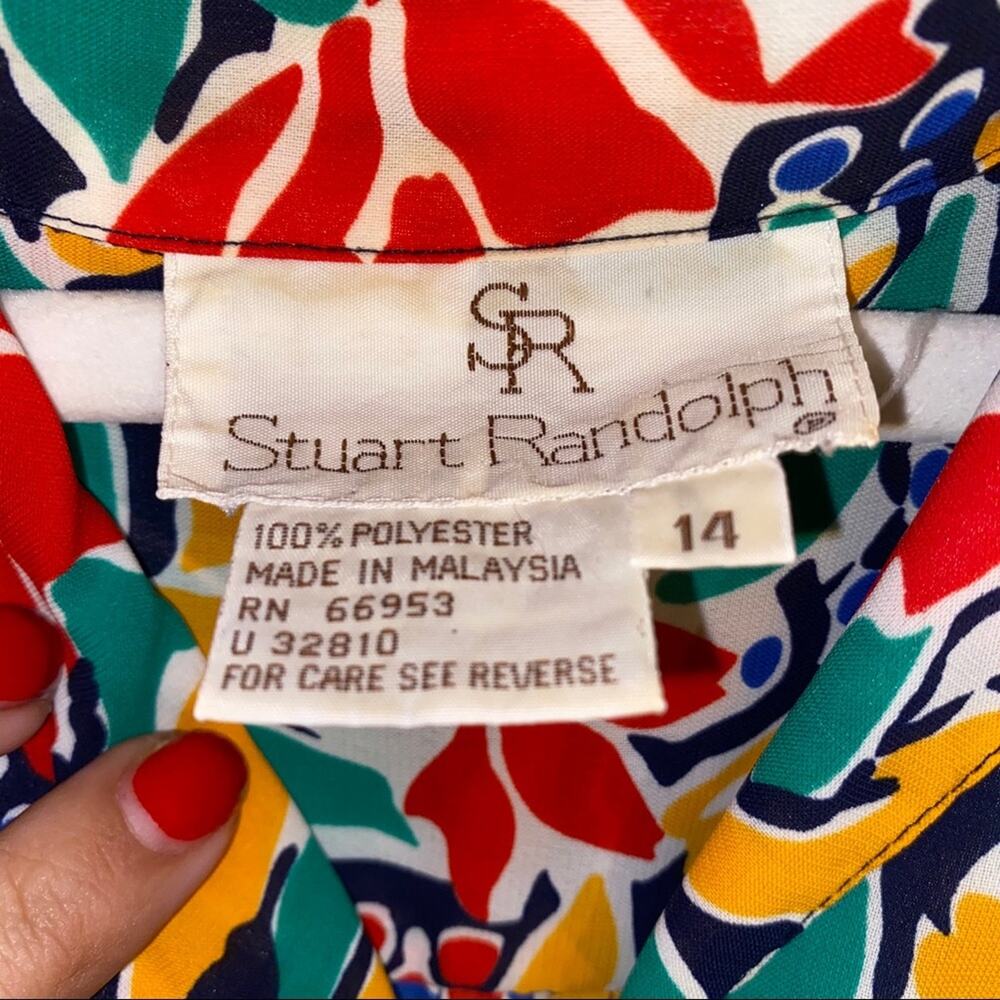 SR
Stuart Randolph ®
100% POLYESTER
MADE IN MALAYSIA
RN 66953
U 32810
FOR CARE SEE REVERSE
14